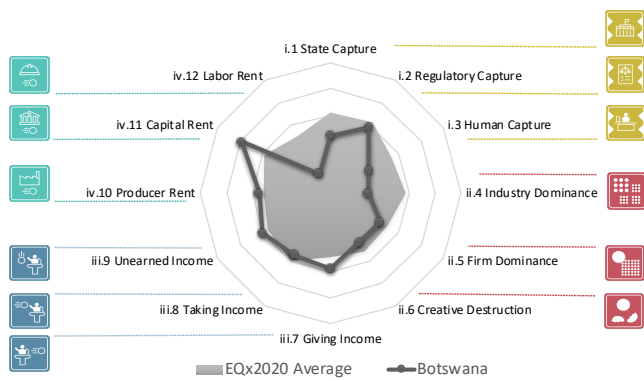 i.1 State Capture
iv.12 Labor Rent
i.2 Regulatory Capture
iv.11 Capital Rent
i.3 Human Capture
iv.10 Producer Rent
ii.4 Industry Dominance
iii.9 Unearned Income
ii.5 Firm Dominance
iii.8 Taking Income
ii.6 Creative Destruction
iii.7 Giving Income
EQx2020 Average
Botswana